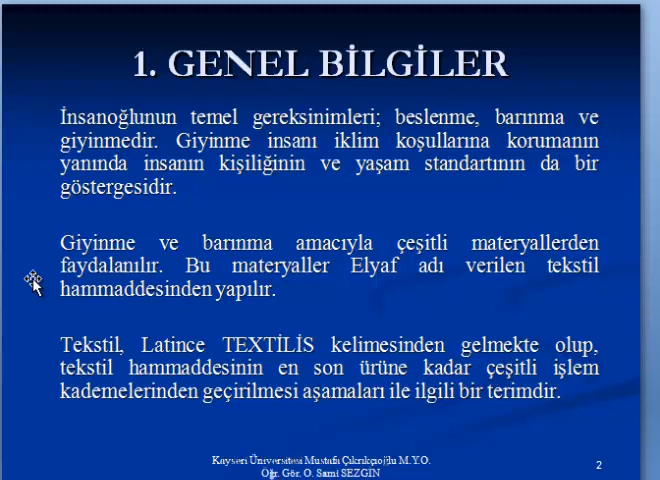 1. GENEL BİLGİLER
İnsanoğlunun temel gereksinimleri; beslenme, barınma ve
giyinmedir. Giyinme insanı iklim koşullarına korumanın
yanında insanın kişiliğinin ve yaşam standartının da bir
göstergesidir.
Giyinme ve barınma amacıyla çeşitli materyallerden
faydalanılır. Bu materyaller Elyaf adı verilen tekstil
hammaddesinden yapılır.
Tekstil, Latince TEXTİLİS kelimesinden gelmekte olup,
tekstil hammaddesinin en son ürüne kadar çeşitli işlem
kademelerinden geçirilmesi aşamaları ile ilgili bir terimdir.
Kayseri Üniversitesi Mustafa Çıkrıkçıoğlu M.Y.O.
Öğr. Gör. O. Sami SEZGİN
2